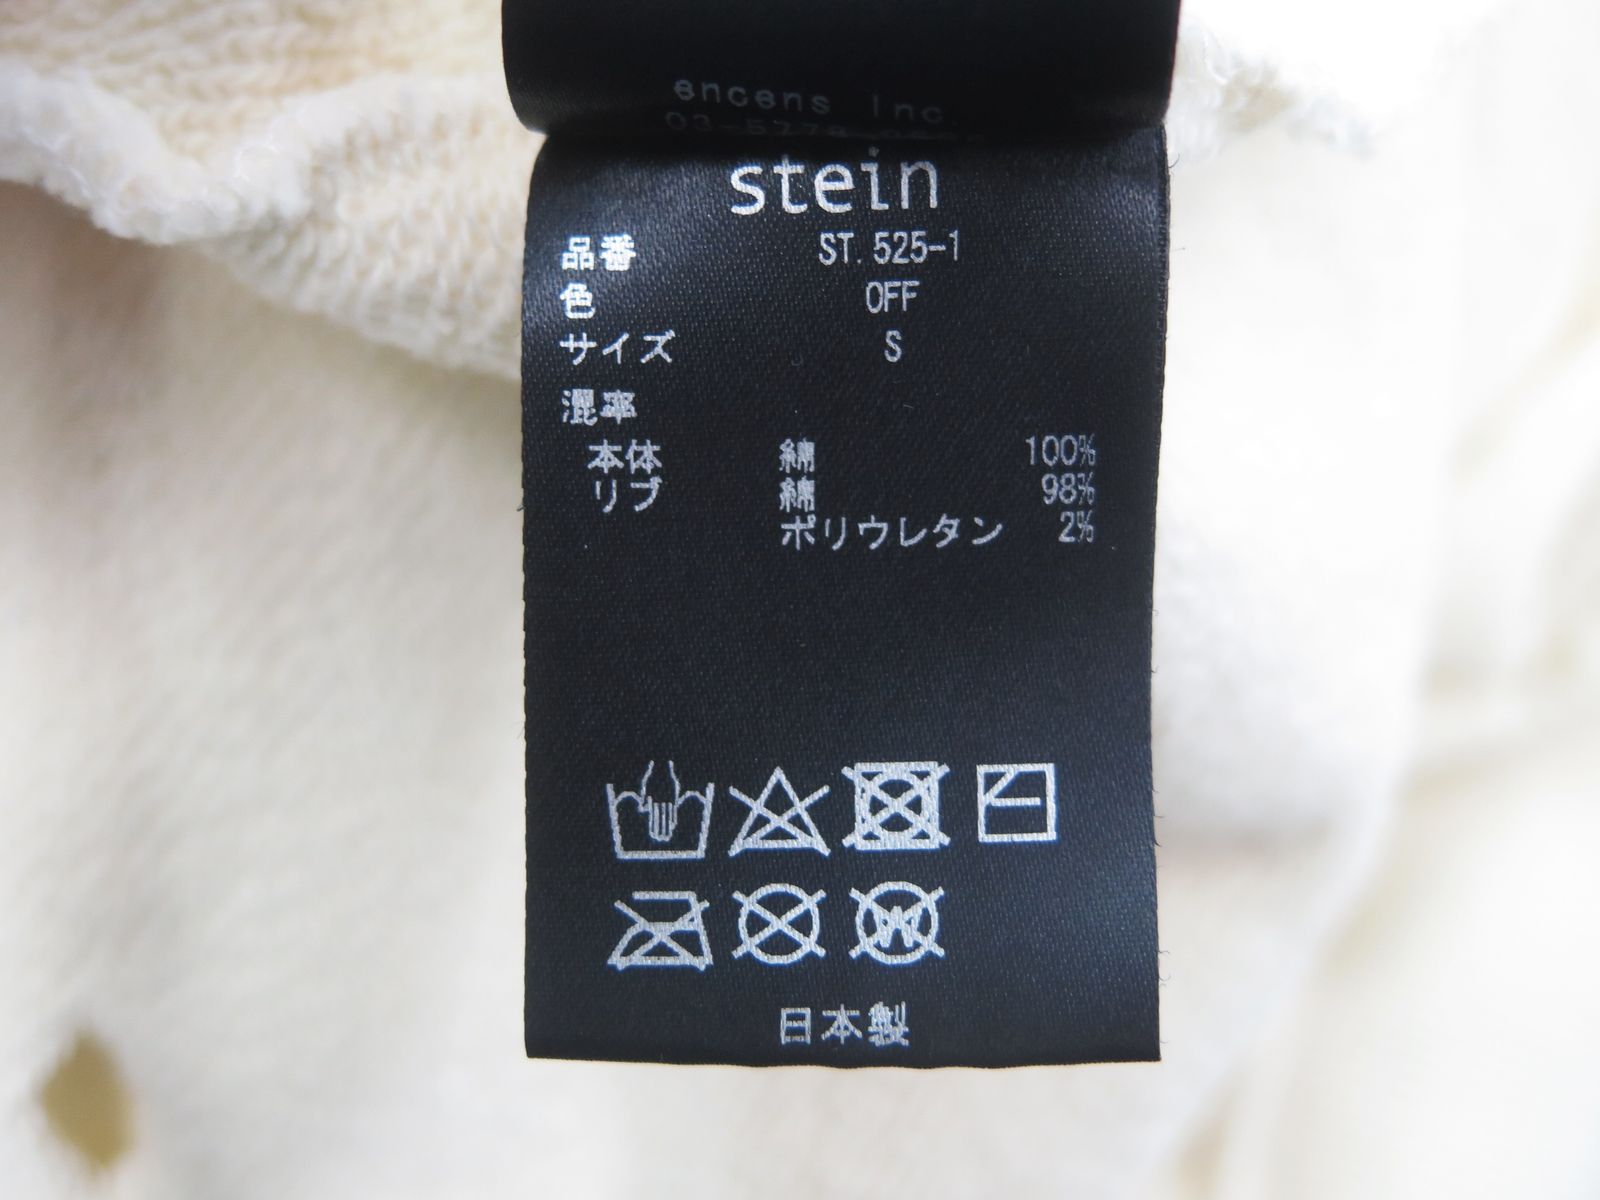 encens Inc.
stein
品番 ST.525-1
色 OFF
サイズ S
混率
本体 綿 100%
リブ 綿 98%
ポリウレタン 2%
日本製